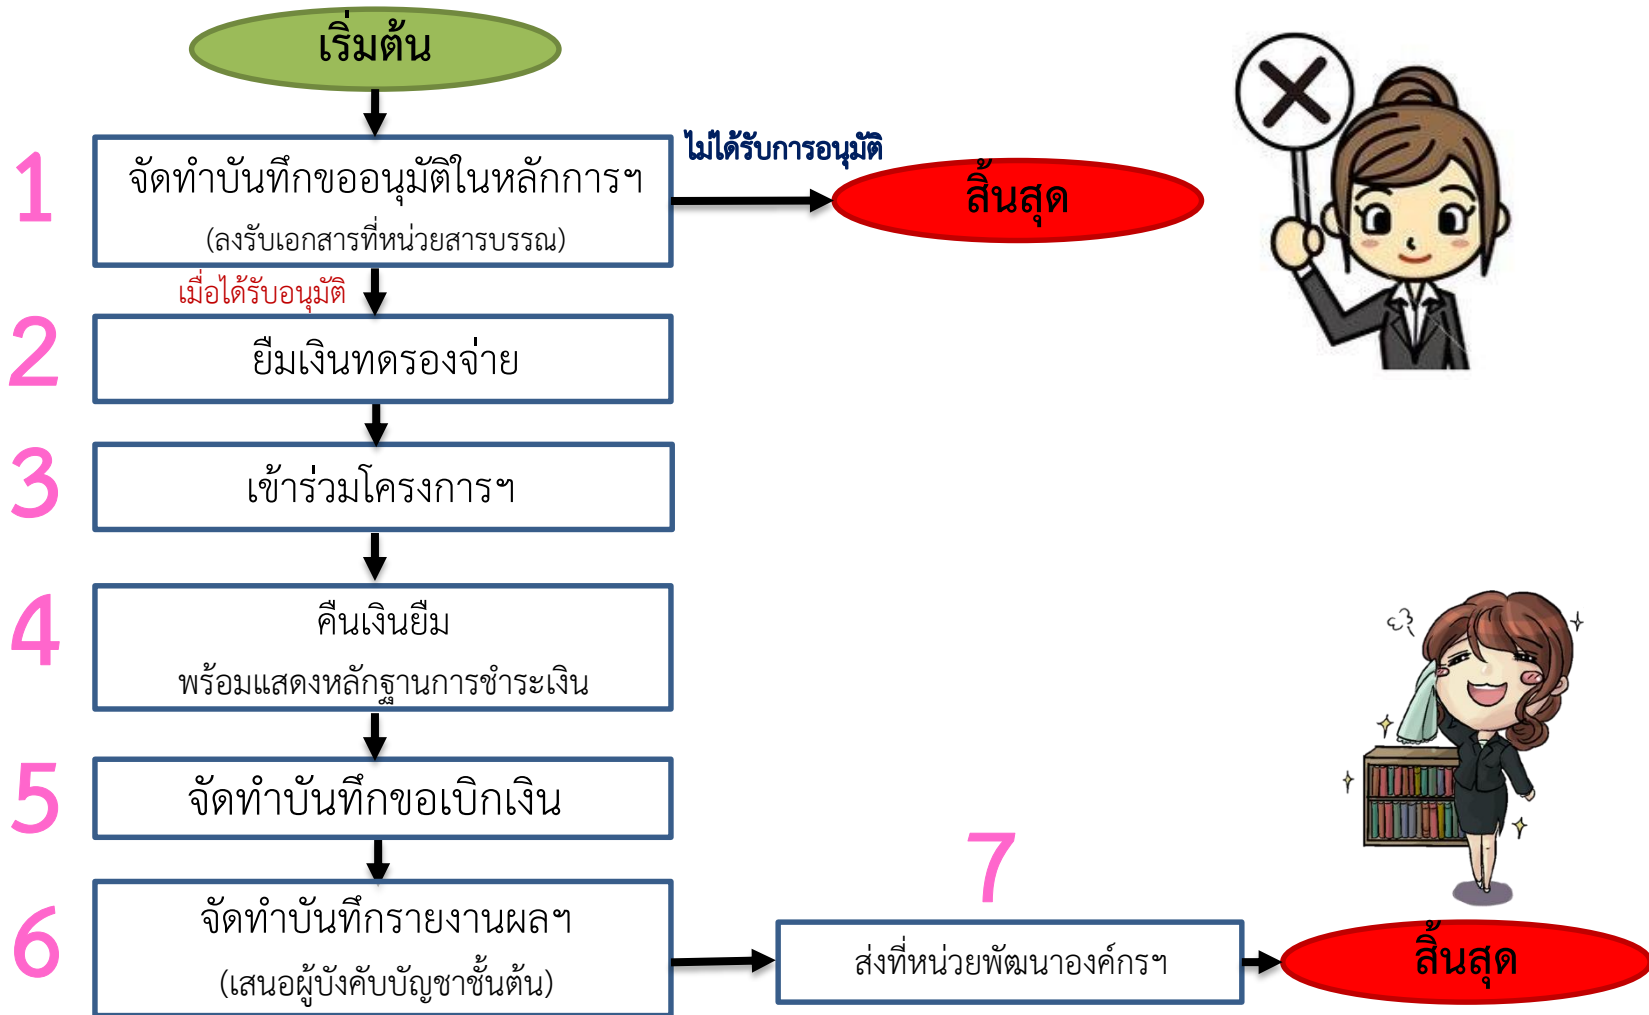 เริ่มต้น
1
จัดทำบันทึกขออนุมัติในหลักการฯ
(ลงรับเอกสารที่หน่วยสารบรรณ)
ไม่ได้รับการอนุมัติ
สิ้นสุด
เมื่อได้รับอนุมัติ
2
ยืมเงินทดรองจ่าย
3
เข้าร่วมโครงการฯ
4
คืนเงินยืม
พร้อมแสดงหลักฐานการชำระเงิน
5
จัดทำบันทึกขอเบิกเงิน
6
จัดทำบันทึกรายงานผลฯ
(เสนอผู้บังคับบัญชาชั้นต้น)
7
ส่งที่หน่วยพัฒนาองค์กรฯ
สิ้นสุด